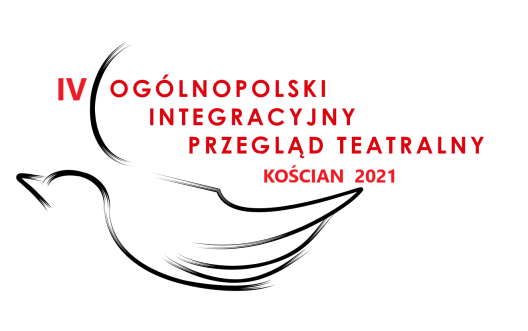 IV OGÓLNOPOLSKI
INTEGRACYJNY
PRZEGLĄD TEATRALNY
KOŚCIAN 2021